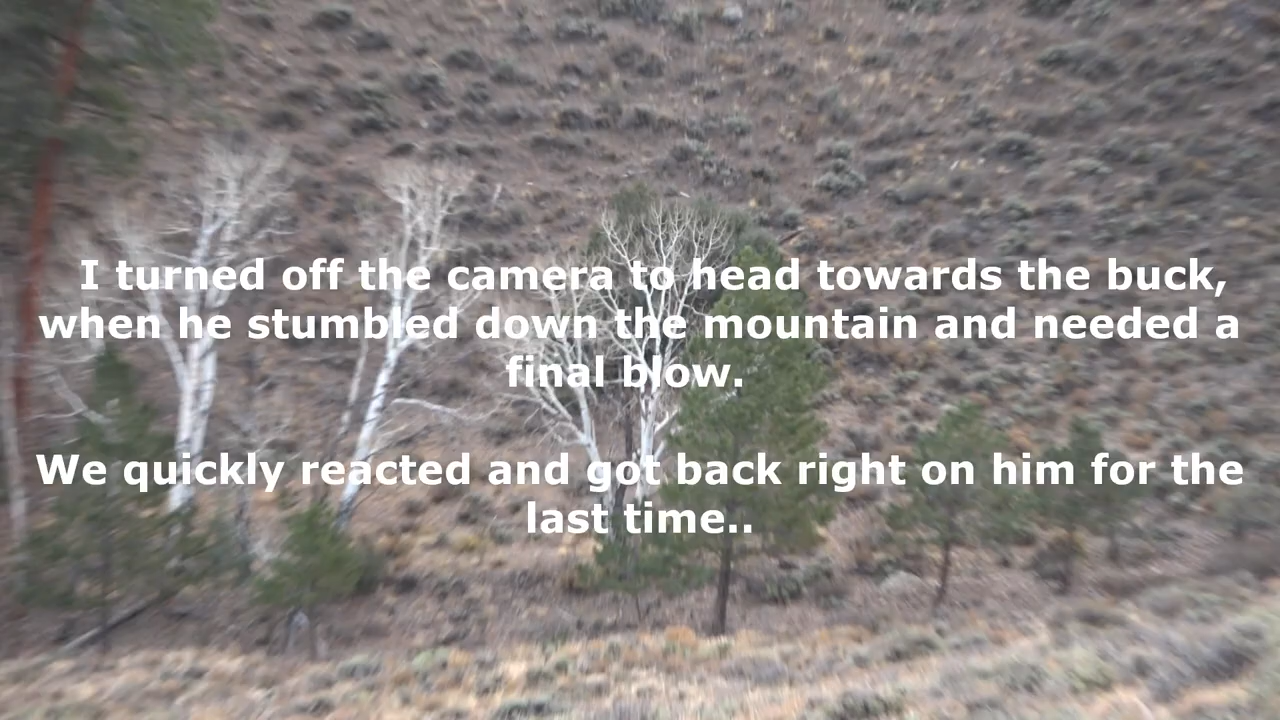 I turned off the camera to head towards the buck,
when he stumbled down the mountain and needed a
final blow.
We quickly reacted and got back right on him for the
last time..